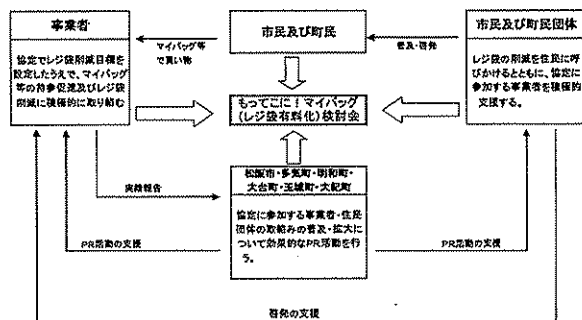 事業者
協定でレジ袋削減目標を
設定したうえで、マイバッグ
等の持参促進及びレジ袋
削減に積極的に取り組む
マイバッグ等
で買い物
市民及び町民
普及・啓発
市民及び町民団体
レジ袋の削減を住民に呼
びかけるとともに、協定に
参加する事業者を積極的
支援する。
もってこに!マイバッグ
(レジ袋有料化)検討会
松阪市・多気町・明和町・
大台町・玉城町・大紀町
協定に参加する事業者・住民
団体の取組みの普及・拡大に
ついて効果的なPR活動を行
う。
実績報告
PR活動の支援
PR活動の支援
啓発の支援